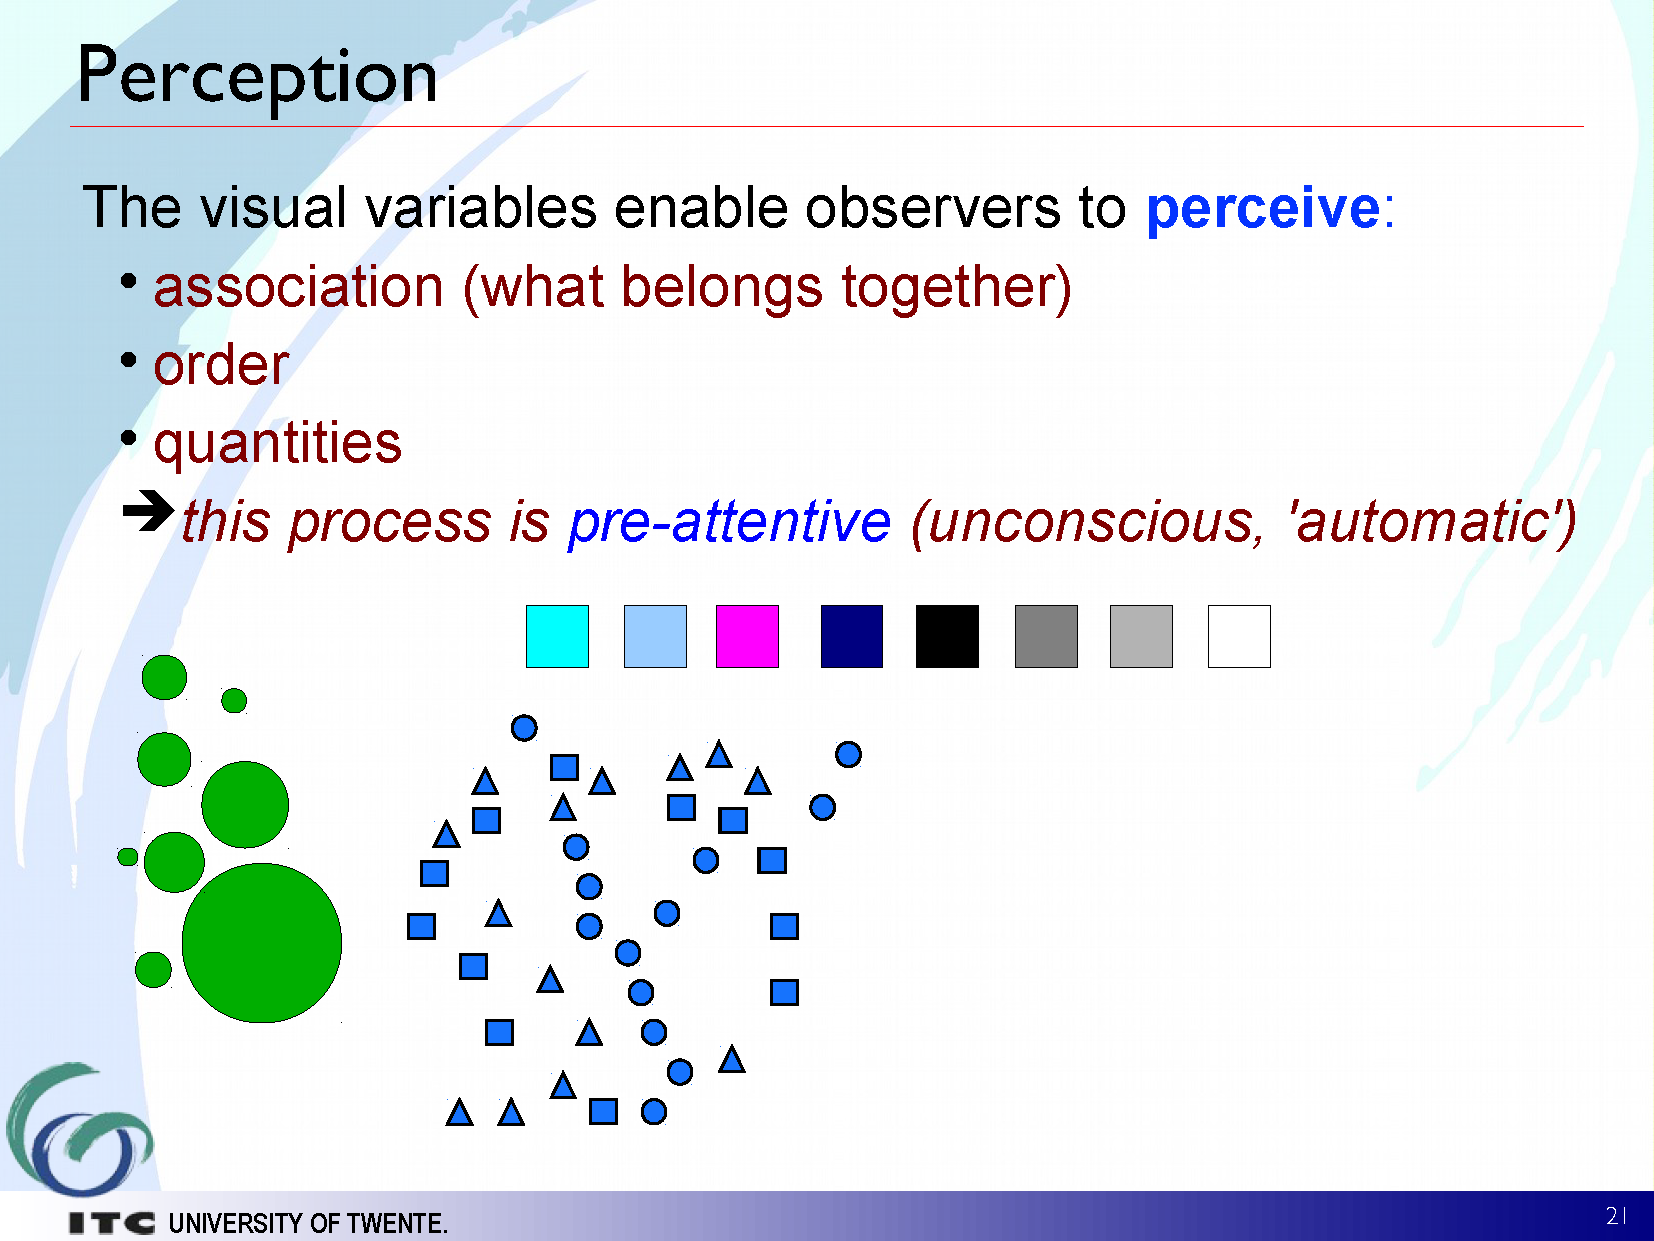 Perception
The visual variables enable observers to perceive:
• association (what belongs together)
• order
• quantities
➔this process is pre-attentive (unconscious, 'automatic')
ITC UNIVERSITY OF TWENTE.
21